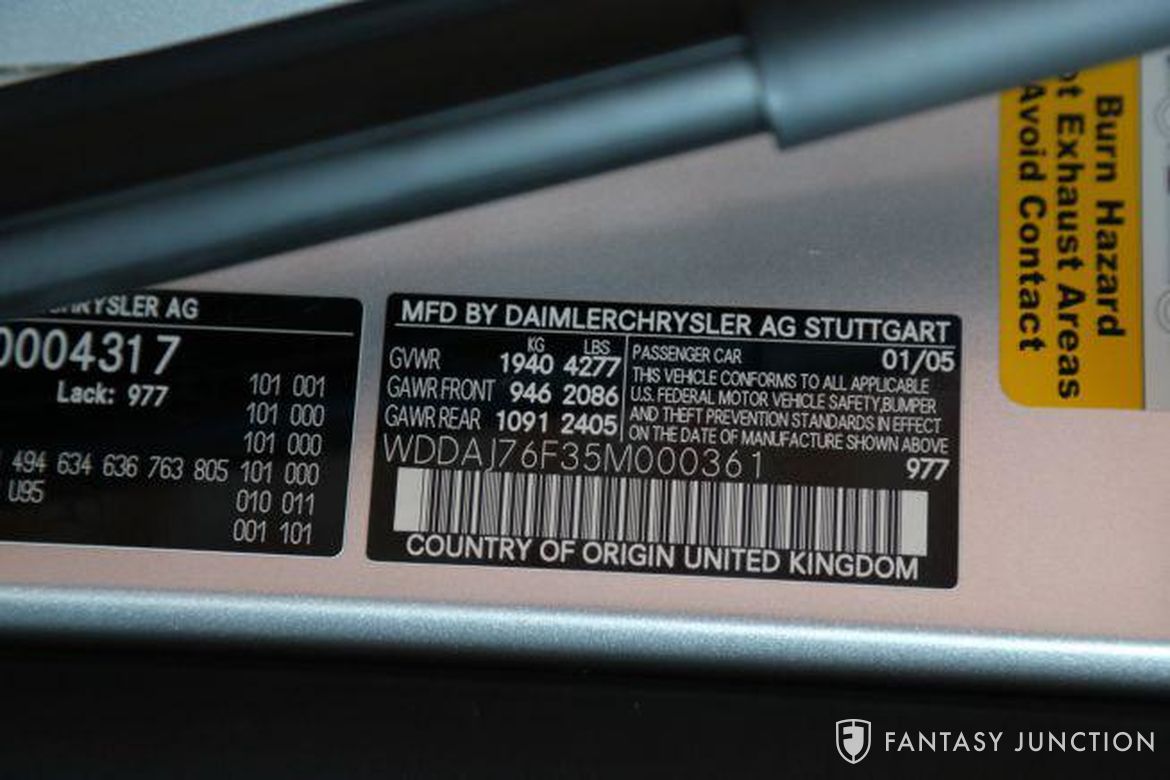 CHRYSLER AG
0004317
Lack: 977
101 001
101 000
101 000
494 634 636 763 805 101 000
U95 010 011
001 101
MFD BY DAIMLERCHRYSLER AG STUTTGART
KG LBS
GVWR 1940 4277
GAWR FRONT 946 2086
GAWR REAR 1091 2405
PASSENGER CAR 01/05
THIS VEHICLE CONFORMS TO ALL APPLICABLE
U.S. FEDERAL MOTOR VEHICLE SAFETY,BUMPER
AND THEFT PREVENTION STANDARDS IN EFFECT
ON THE DATE OF MANUFACTURE SHOWN ABOVE
WDDAJ76F35M000361 977
COUNTRY OF ORIGIN UNITED KINGDOM
Burn Hazard
ot Exhaust Areas
Avoid Contact
FANTASY JUNCTION